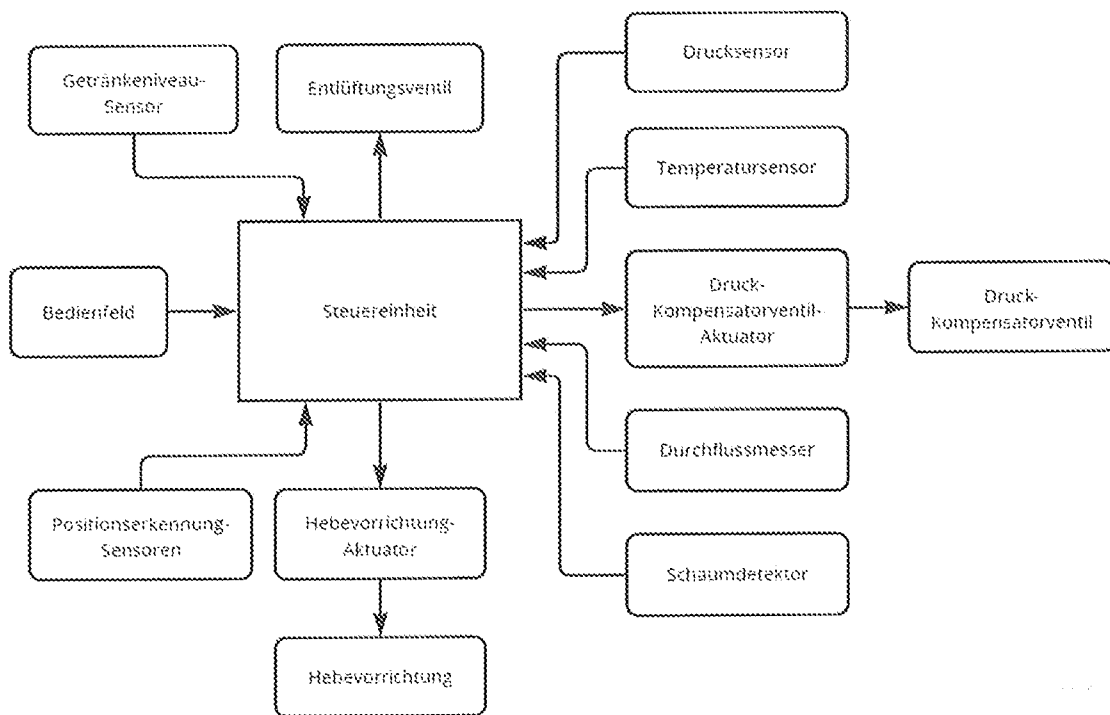 Getränkeniveau-
Sensor
Entlüftungsventil
Drucksensor
Temperatursensor
Bedienfeld
Steuereinheit
Druck-
Kompensatorventil-
Aktuator
Druck-
Kompensatorventil
Durchflussmesser
Positionserkennung-
Sensoren
Hebevorrichtung-
Aktuator
Schaumdetektor
Hebevorrichtung